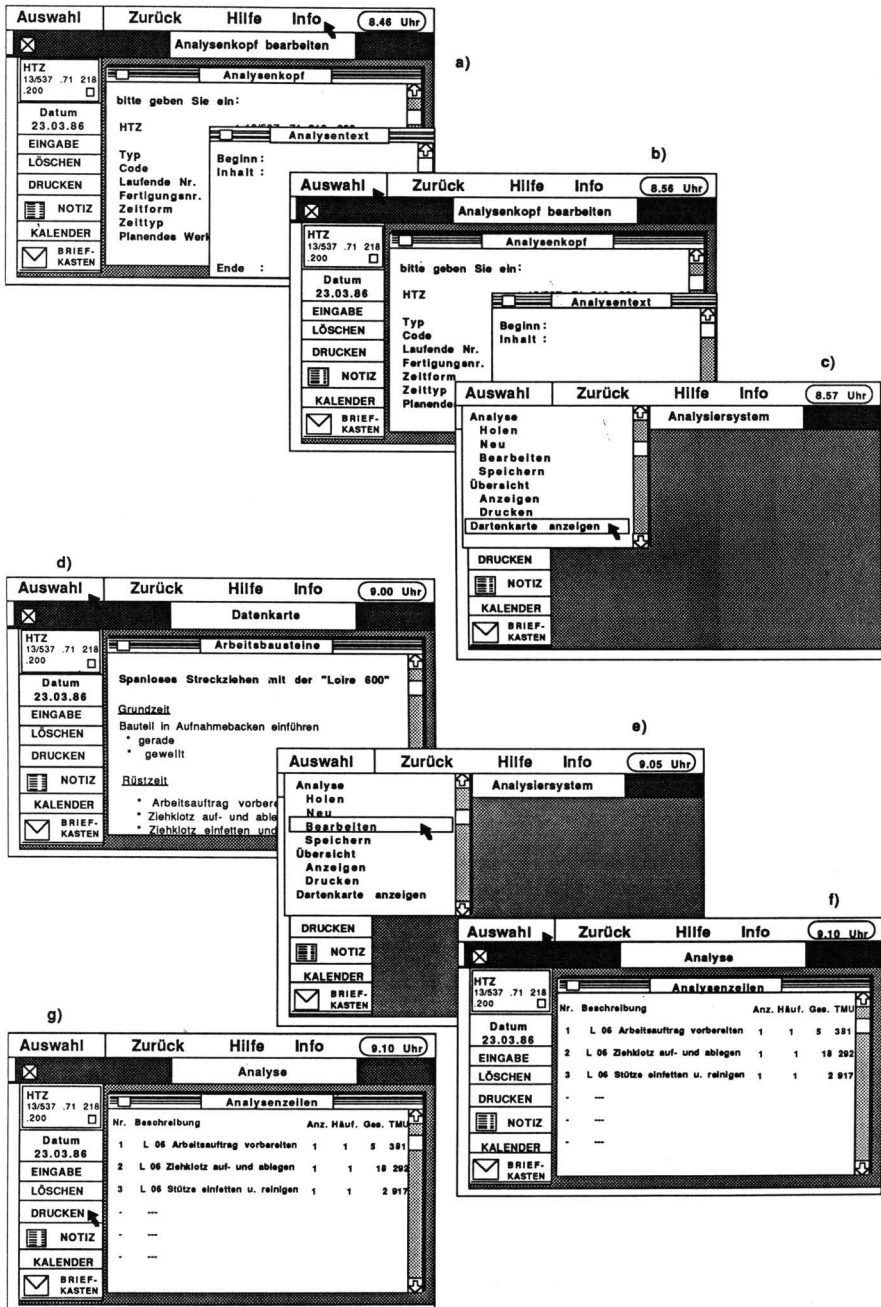 Auswahl Zurück Hilfe Info 8.46 Uhr
Analysenkopf bearbeiten
HTZ
13/537 .71 218
.200
Datum
23.03.86
EINGABE
LÖSCHEN
DRUCKEN
NOTIZ
KALENDER
BRIEF-
KASTEN
Analysenkopf
bitte geben Sie ein:
HTZ
Typ
Code
Laufende Nr.
Fertigungsnr.
Zeitform
Zeittyp
Planendes Werk
Analysentext
Beginn:
Inhalt :
Ende :
a)
b)
Auswahl Zurück Hilfe Info 8.56 Uhr
Analysenkopf bearbeiten
HTZ
13/537 .71 218
.200
Datum
23.03.86
EINGABE
LÖSCHEN
DRUCKEN
NOTIZ
KALENDER
BRIEF-
KASTEN
Analysenkopf
bitte geben Sie ein:
HTZ
Typ
Code
Laufende Nr.
Fertigungsnr.
Zeitform
Zeittyp
Planende
Analysentext
Beginn:
Inhalt :
c)
Auswahl Zurück Hilfe Info 8.57 Uhr
Analysiersystem
Analyse
Holen
Neu
Bearbeiten
Speichern
Übersicht
Anzeigen
Drucken
Dartenkarte anzeigen
DRUCKEN
NOTIZ
KALENDER
BRIEF-
KASTEN
d)
Auswahl Zurück Hilfe Info 9.00 Uhr
Datenkarte
HTZ
13/537 .71 218
.200
Datum
23.03.86
EINGABE
LÖSCHEN
DRUCKEN
NOTIZ
KALENDER
BRIEF-
KASTEN
Arbeitsbausteine
Spanloses Streckziehen mit der "Loire 600"
Grundzeit
Bauteil in Aufnahmebacken einführen
* gerade
* gewellt
Rüstzeit
* Arbeitsauftrag vorbere
* Ziehklotz auf- und able
* Ziehklotz einfetten und
e)
Auswahl Zurück Hilfe Info 9.05 Uhr
Analysiersystem
Analyse
Holen
Neu
Bearbeiten
Speichern
Übersicht
Anzeigen
Drucken
Dartenkarte anzeigen
DRUCKEN
NOTIZ
KALENDER
BRIEF-
KASTEN
f)
Auswahl Zurück Hilfe Info 9.10 Uhr
Analyse
HTZ
13/537 .71 218
.200
Datum
23.03.86
EINGABE
LÖSCHEN
DRUCKEN
NOTIZ
KALENDER
BRIEF-
KASTEN
Analysenzeilen
Nr. Beschreibung Anz. Häuf. Ges. TMU
1 L 06 Arbeitsauftrag vorbereiten 1 1 5 381
2 L 06 Ziehklotz auf- und ablegen 1 1 18 292
3 L 06 Stütze einfetten u. reinigen 1 1 2 917
- ---
- ---
- ---
g)
Auswahl Zurück Hilfe Info 9.10 Uhr
Analyse
HTZ
13/537 .71 218
.200
Datum
23.03.86
EINGABE
LÖSCHEN
DRUCKEN
NOTIZ
KALENDER
BRIEF-
KASTEN
Analysenzeilen
Nr. Beschreibung Anz. Häuf. Ges. TMU
1 L 06 Arbeitsauftrag vorbereiten 1 1 5 381
2 L 06 Ziehklotz auf- und ablegen 1 1 18 292
3 L 06 Stütze einfetten u. reinigen 1 1 2 917
- ---
- ---
- ---